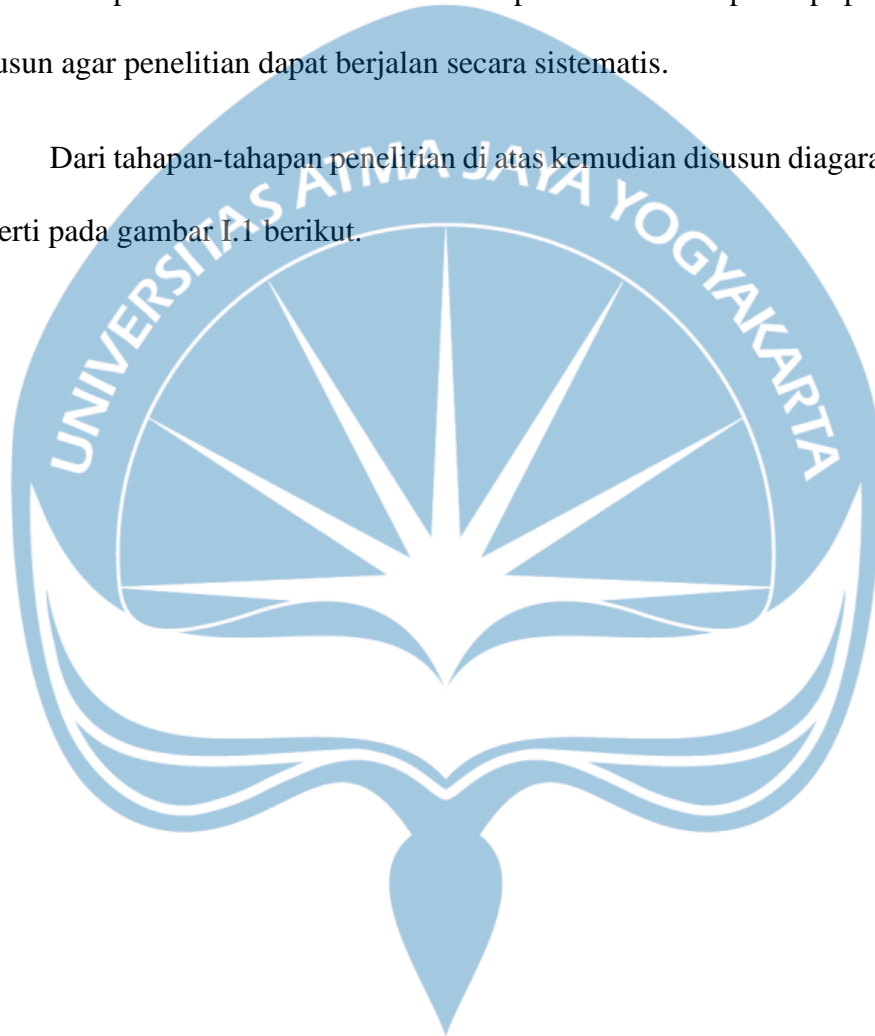 usun agar penelitian dapat berjalan secara sistematis.
Dari tahapan-tahapan penelitian di atas kemudian disusun
erti pada gambar I.1 berikut.
UNIVERSITAS ATMA JAYA YOGYAKARTA